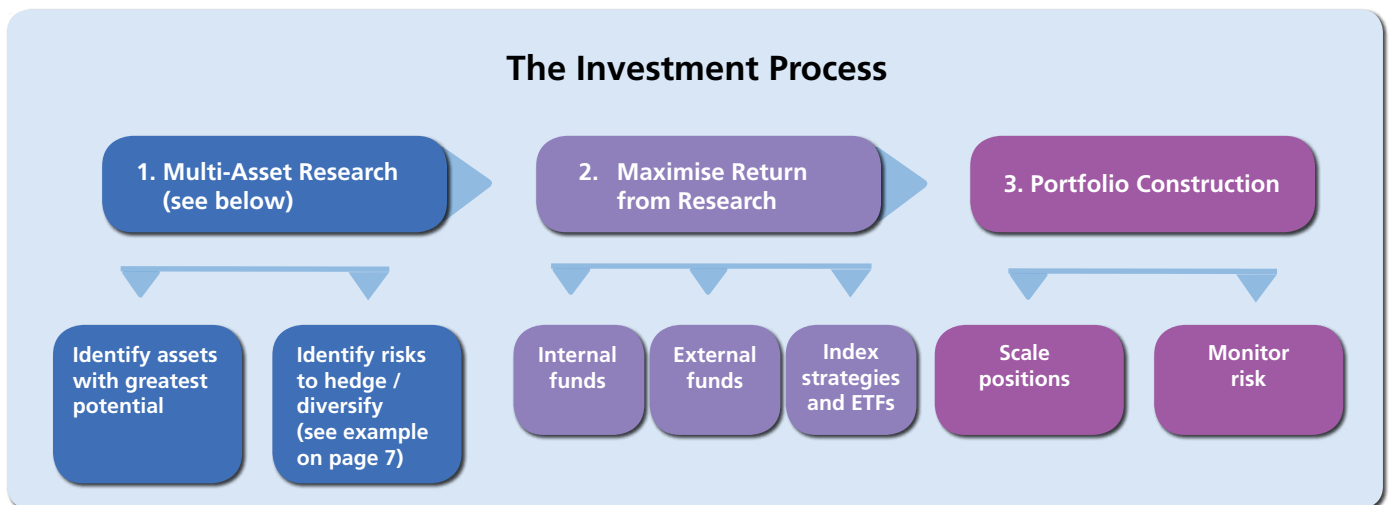 The Investment Process
1. Multi-Asset Research
(see below)
2. Maximise Return
from Research
3. Portfolio Construction
Identify assets
with greatest
potential
Identify risks
to hedge /
diversify
(see example
on page 7)
Internal
funds
External
funds
Index
strategies
and ETFs
Scale
positions
Monitor
risk